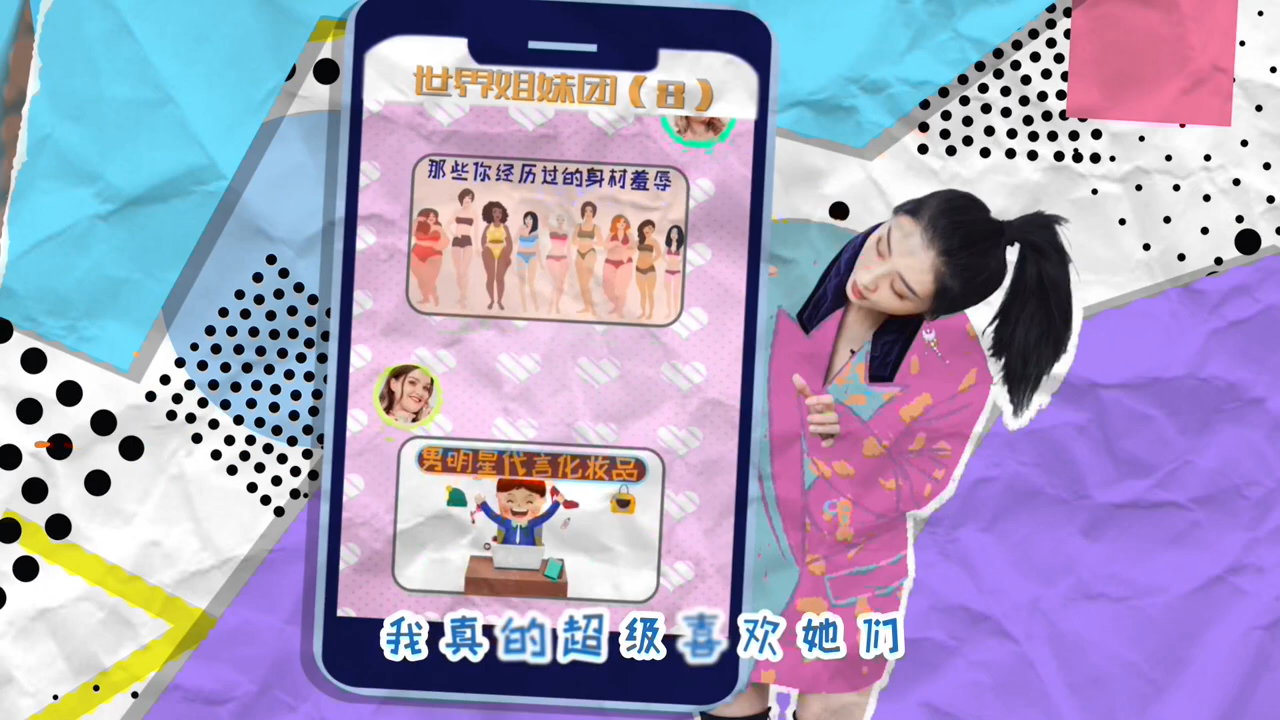 世界姐妹团（8）
那些你经历过的身材羞辱
男明星代言化妆品
我真的超级喜欢她们